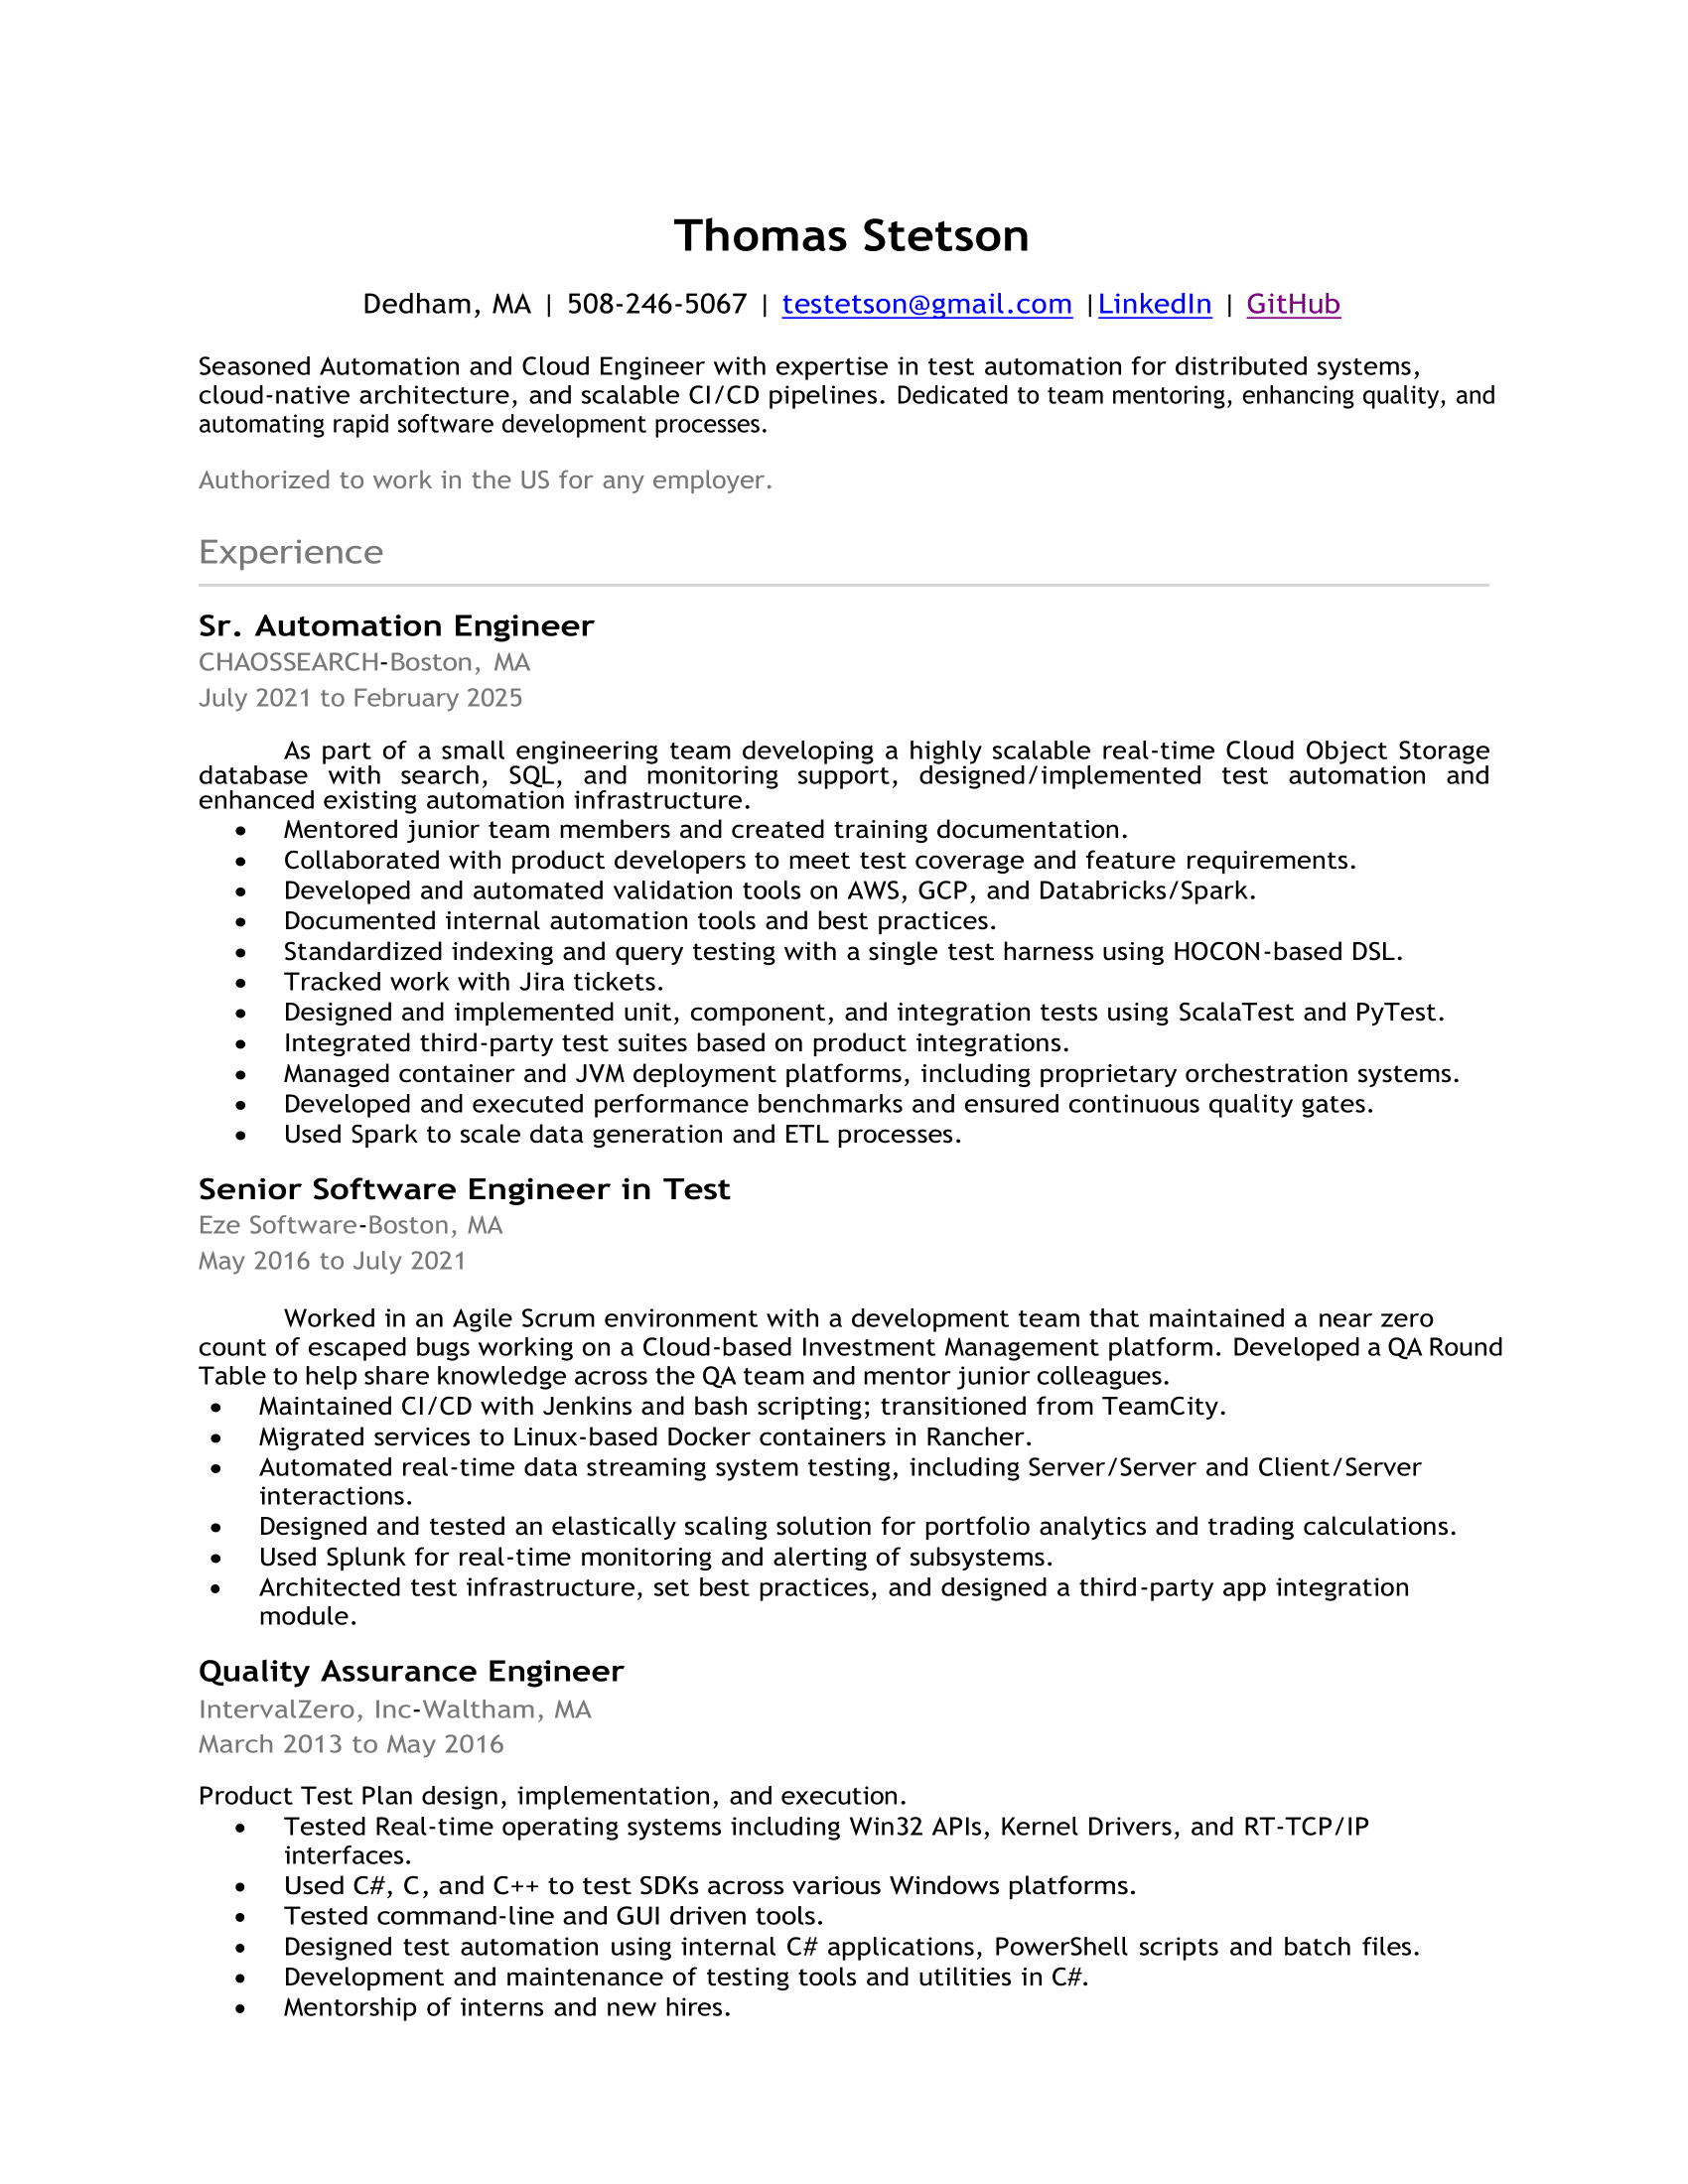 Thomas Stetson
Dedham, MA | 508-246-5067 | testetson@gmail.com |LinkedIn | GitHub
Seasoned Automation and Cloud Engineer with expertise in test automation for distributed systems,
cloud-native architecture, and scalable CI/CD pipelines. Dedicated to team mentoring, enhancing quality, and
automating rapid software development processes.
Authorized to work in the US for any employer.
Experience
Sr. Automation Engineer
CHAOSSEARCH-Boston, MA
July 2021 to February 2025
As part of a small engineering team developing a highly scalable real-time Cloud Object Storage
database with search, SQL, and monitoring support, designed/implemented test automation and
enhanced existing automation infrastructure.
• Mentored junior team members and created training documentation.
• Collaborated with product developers to meet test coverage and feature requirements.
• Developed and automated validation tools on AWS, GCP, and Databricks/Spark.
• Documented internal automation tools and best practices.
• Standardized indexing and query testing with a single test harness using HOCON-based DSL.
• Tracked work with Jira tickets.
• Designed and implemented unit, component, and integration tests using ScalaTest and PyTest.
• Integrated third-party test suites based on product integrations.
• Managed container and JVM deployment platforms, including proprietary orchestration systems.
• Developed and executed performance benchmarks and ensured continuous quality gates.
• Used Spark to scale data generation and ETL processes.
Senior Software Engineer in Test
Eze Software-Boston, MA
May 2016 to July 2021
Worked in an Agile Scrum environment with a development team that maintained a near zero
count of escaped bugs working on a Cloud-based Investment Management platform. Developed a QA Round
Table to help share knowledge across the QA team and mentor junior colleagues.
• Maintained CI/CD with Jenkins and bash scripting; transitioned from TeamCity.
• Migrated services to Linux-based Docker containers in Rancher.
• Automated real-time data streaming system testing, including Server/Server and Client/Server
interactions.
• Designed and tested an elastically scaling solution for portfolio analytics and trading calculations.
• Used Splunk for real-time monitoring and alerting of subsystems.
• Architected test infrastructure, set best practices, and designed a third-party app integration
module.
Quality Assurance Engineer
IntervalZero, Inc-Waltham, MA
March 2013 to May 2016
Product Test Plan design, implementation, and execution.
• Tested Real-time operating systems including Win32 APIs, Kernel Drivers, and RT-TCP/IP
interfaces.
• Used C#, C, and C++ to test SDKs across various Windows platforms.
• Tested command-line and GUI driven tools.
• Designed test automation using internal C# applications, PowerShell scripts and batch files.
• Development and maintenance of testing tools and utilities in C#.
• Mentorship of interns and new hires.